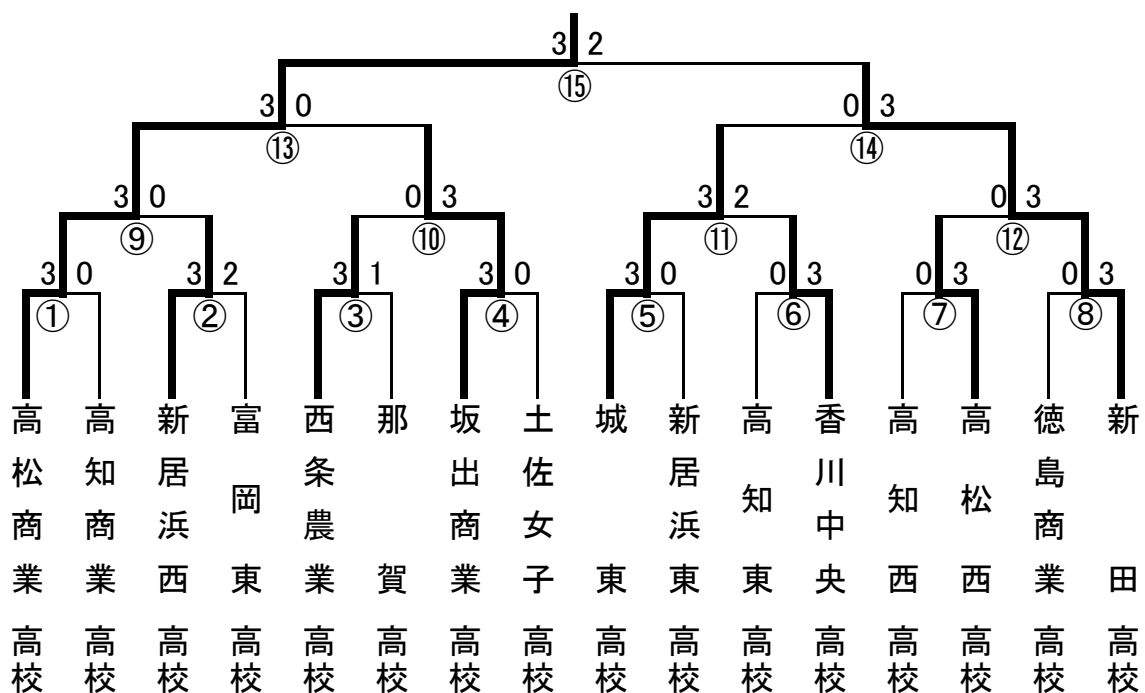 3 2
⑮
3 0
0 3
⑬
⑭
3 0
0 3
3 2
0 3
⑨
⑩
⑪
⑫
3 0
3 2
3 1
3 0
3 0
0 3
0 3
0 3
①
②
③
④
⑤
⑥
⑦
⑧
高松商業高校
高知商業高校
新居浜西高校
富岡東高校
西条農業高校
那賀高校
坂出商業高校
土佐女子高校
城東高校
新居浜東高校
高知東高校
香川中央高校
高知西高校
高松西高校
徳島商業高校
新田高校